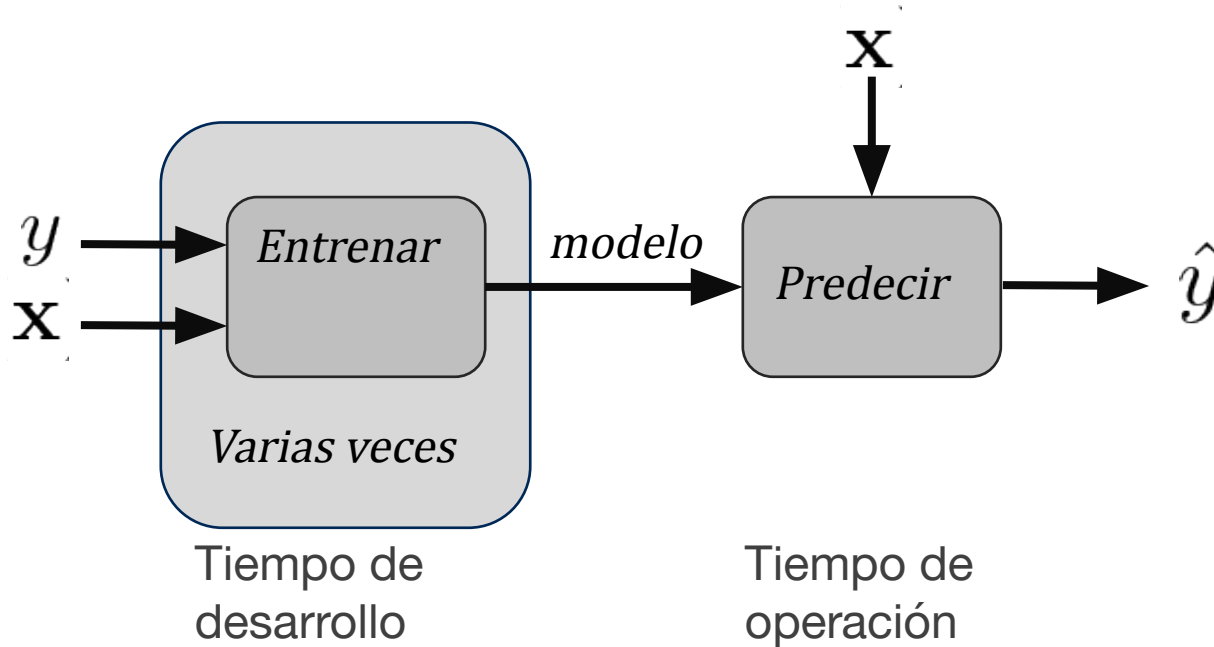 x
y
x
Entrenar
modelo
Predecir
ŷ
Varias veces
Tiempo de
desarrollo
Tiempo de
operación